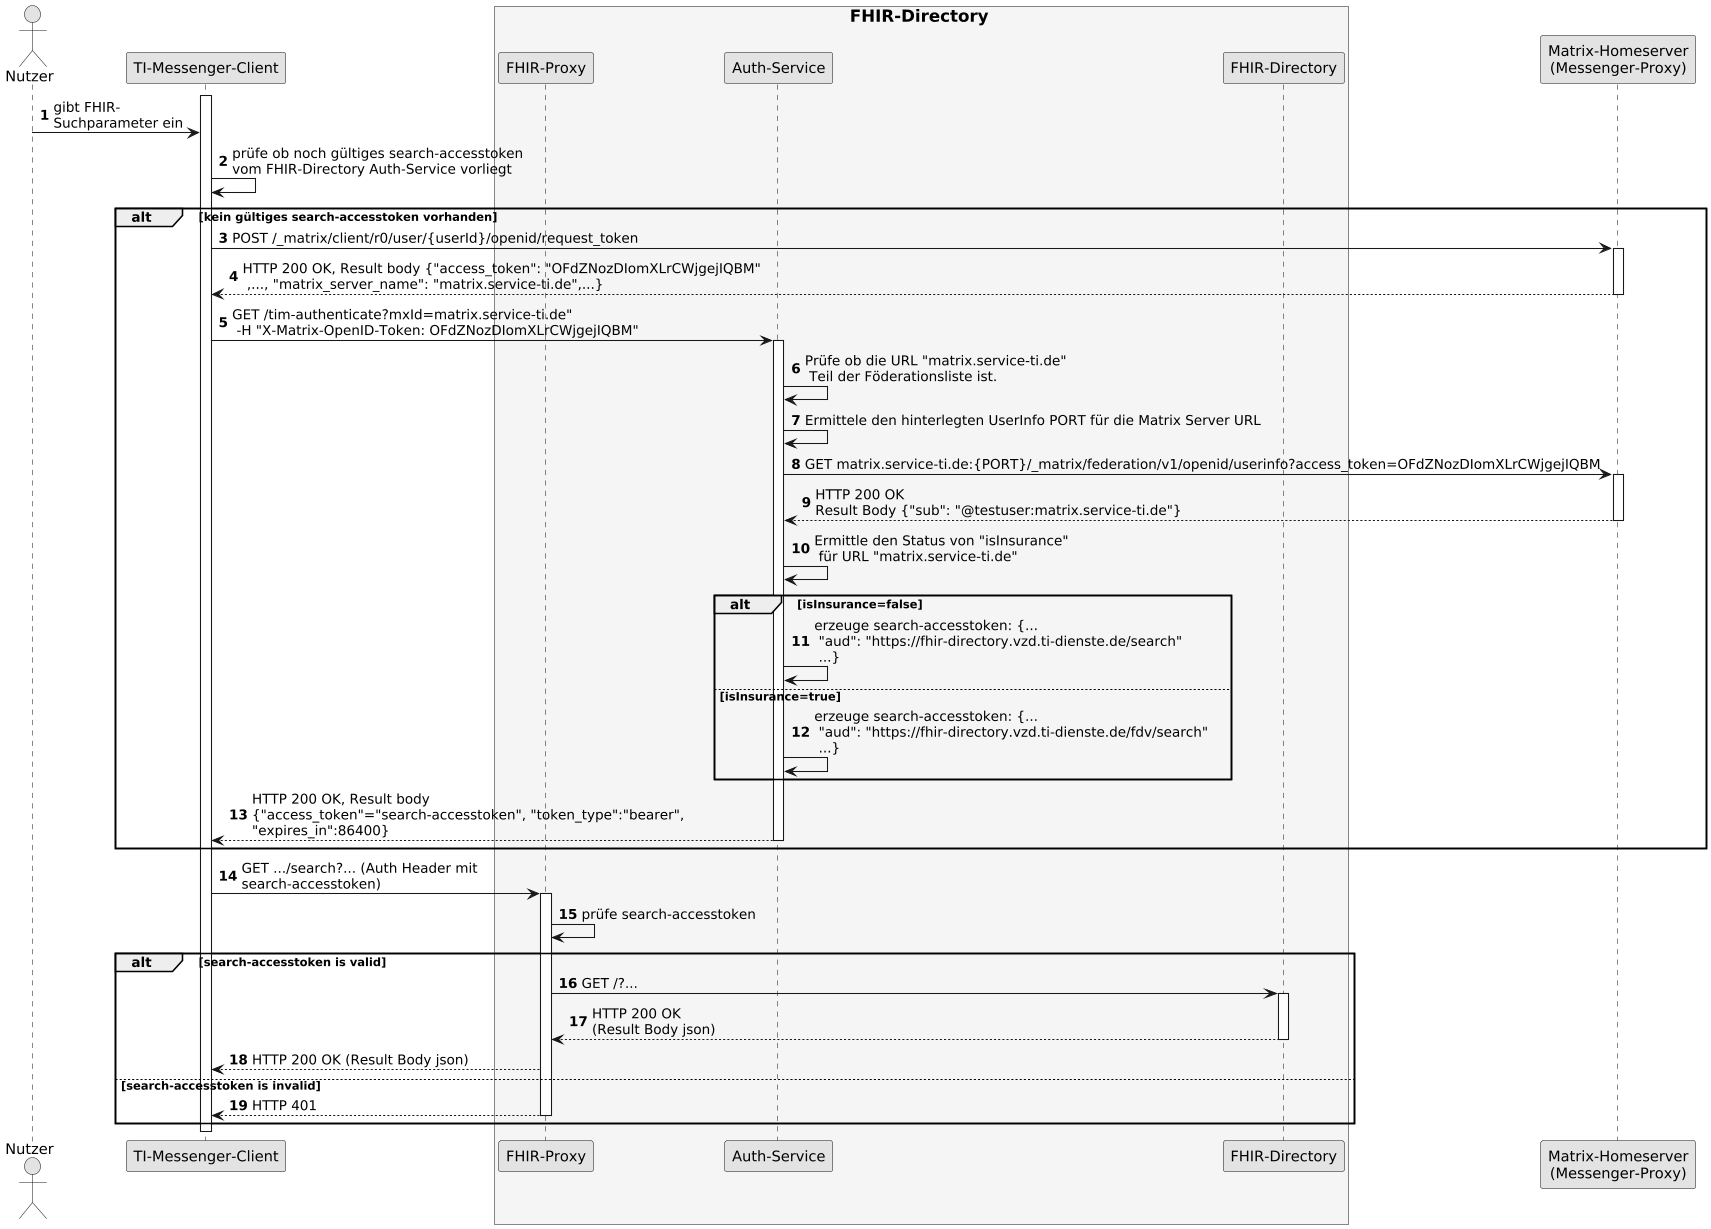 FHIR-Directory
Nutzer
TI-Messenger-Client
FHIR-Proxy
Auth-Service
FHIR-Directory
Matrix-Homeserver
(Messenger-Proxy)
1 gibt FHIR-
Suchparameter ein
2 prüfe ob noch gültiges search-accesstoken
vom FHIR-Directory Auth-Service vorliegt
alt [kein gültiges search-accesstoken vorhanden]
3 POST /_matrix/client/r0/user/{userId}/openid/request_token
4 HTTP 200 OK, Result body {"access_token": "OFdZNozDIomXLrCWjgejIQBM"
,..., "matrix_server_name": "matrix.service-ti.de",...}
5 GET /tim-authenticate?mxId=matrix.service-ti.de"
-H "X-Matrix-OpenID-Token: OFdZNozDIomXLrCWjgejIQBM"
6 Prüfe ob die URL "matrix.service-ti.de"
Teil der Föderationsliste ist.
7 Ermittele den hinterlegten UserInfo PORT für die Matrix Server URL
8 GET matrix.service-ti.de:{PORT}/_matrix/federation/v1/openid/userinfo?access_token=OFdZNozDIomXLrCWjgejIQBM
9 HTTP 200 OK
Result Body {"sub": "@testuser:matrix.service-ti.de"}
10 Ermittle den Status von "isInsurance"
für URL "matrix.service-ti.de"
alt [isInsurance=false]
11 erzeuge search-accesstoken: {...
"aud": "https://fhir-directory.vzd.ti-dienste.de/search"
...}
[isInsurance=true]
12 erzeuge search-accesstoken: {...
"aud": "https://fhir-directory.vzd.ti-dienste.de/fdv/search"
...}
13 HTTP 200 OK, Result body
{"access_token"="search-accesstoken", "token_type":"bearer",
"expires_in":86400}
14 GET .../search?... (Auth Header mit
search-accesstoken)
15 prüfe search-accesstoken
alt [search-accesstoken is valid]
16 GET /?...
17 HTTP 200 OK
(Result Body json)
18 HTTP 200 OK (Result Body json)
[search-accesstoken is invalid]
19 HTTP 401
Nutzer
TI-Messenger-Client
FHIR-Proxy
Auth-Service
FHIR-Directory
Matrix-Homeserver
(Messenger-Proxy)